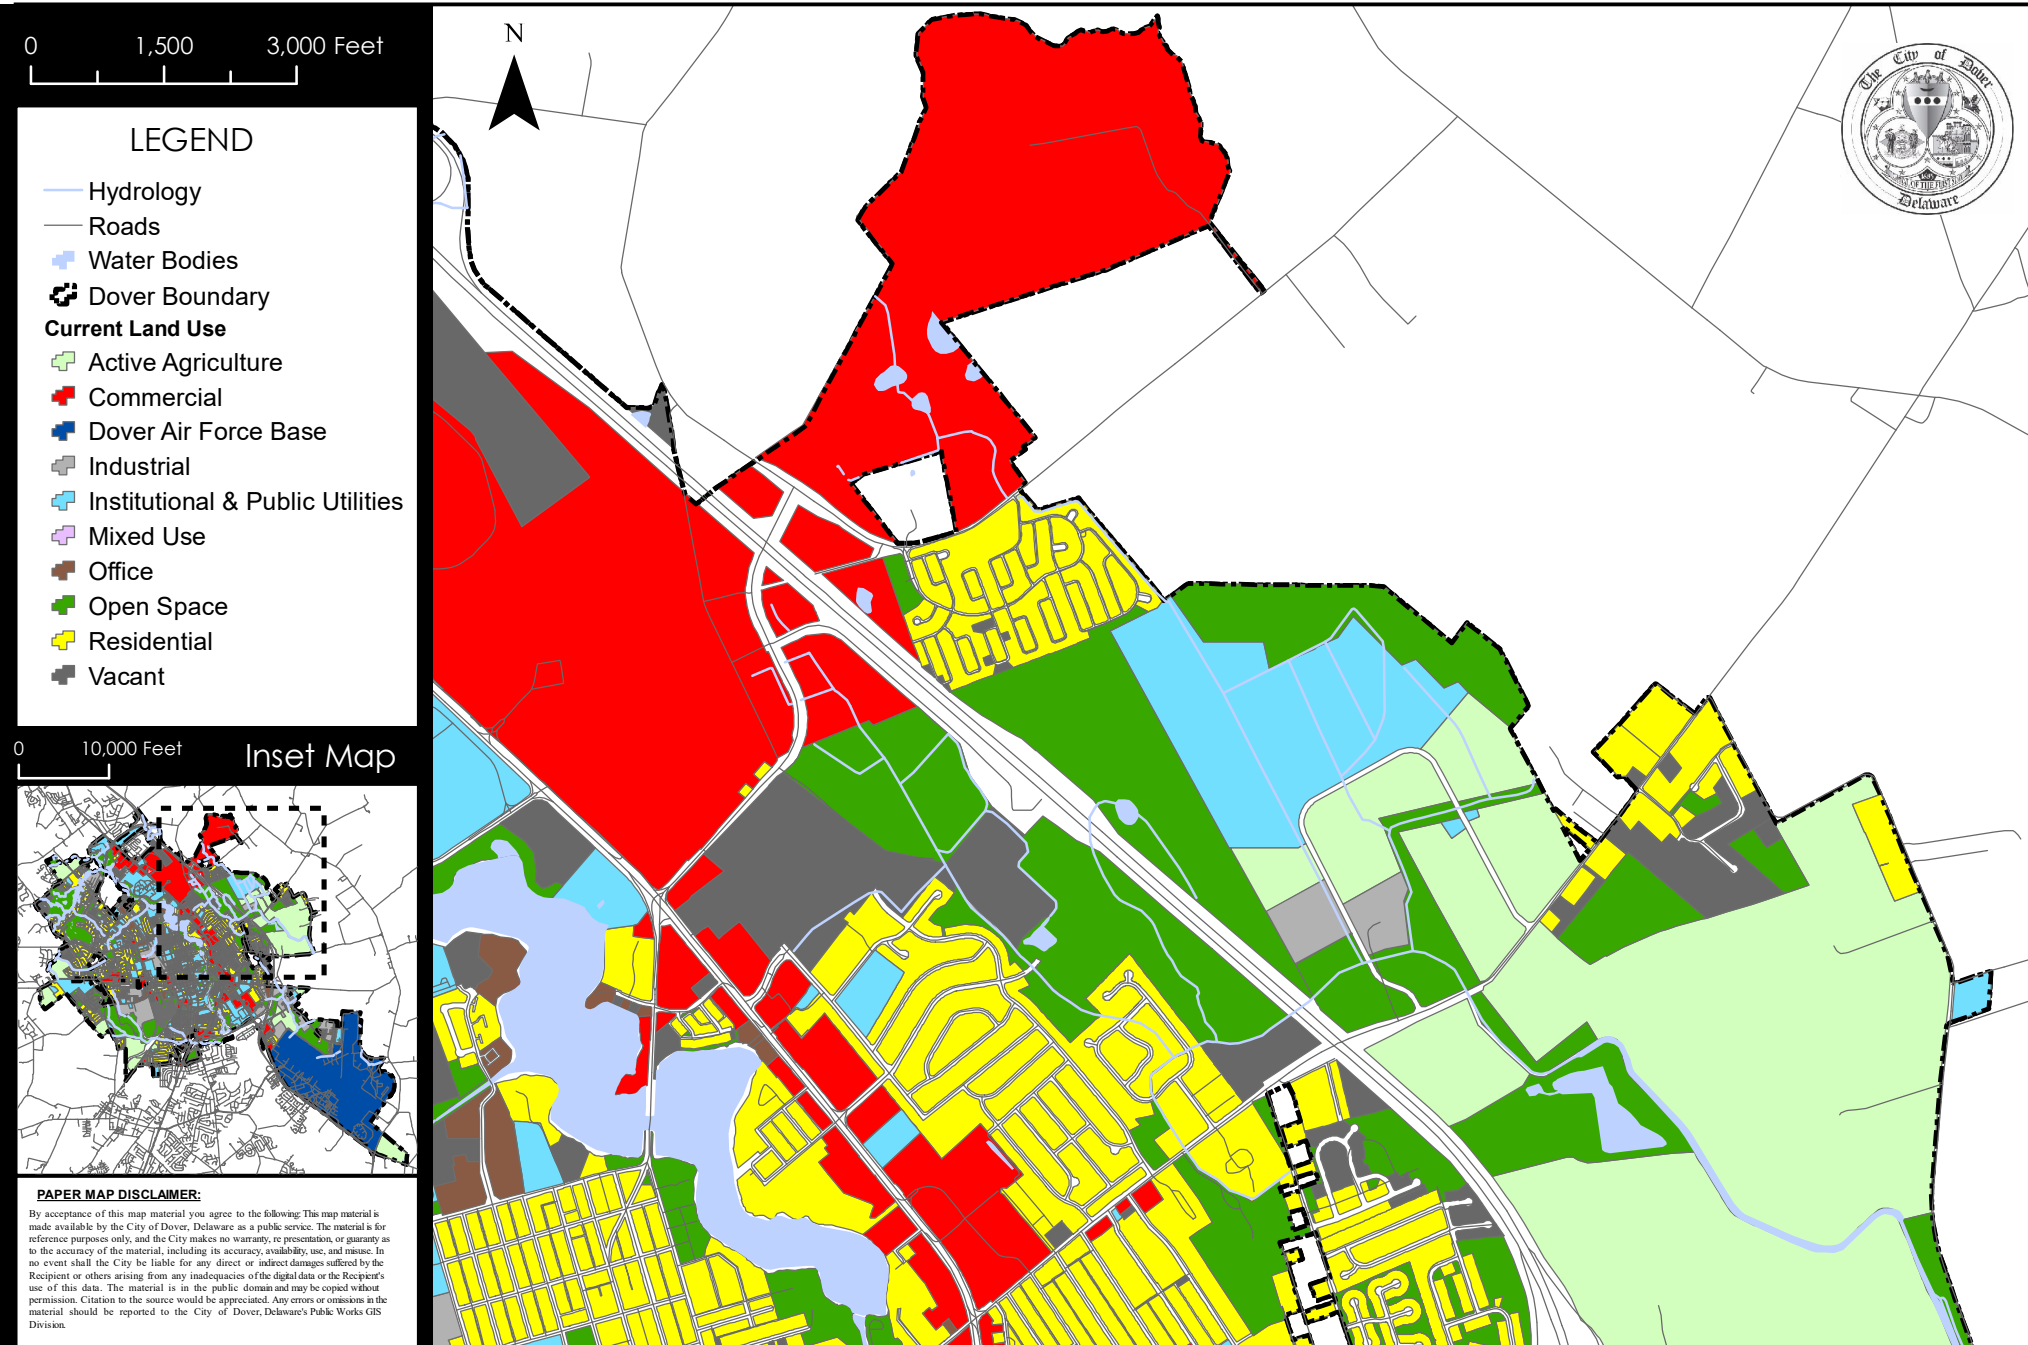 0 1,500 3,000 Feet
LEGEND
Hydrology
Roads
Water Bodies
Dover Boundary
Current Land Use
Active Agriculture
Commercial
Dover Air Force Base
Industrial
Institutional & Public Utilities
Mixed Use
Office
Open Space
Residential
Vacant
0 10,000 Feet
Inset Map
PAPER MAP DISCLAIMER:
By acceptance of this map material you agree to the following: This map material is
made available by the City of Dover, Delaware as a public service. The material is for
reference purposes only, and the City makes no warranty, re presentation, or guaranty as
to the accuracy of the material, including its accuracy, availability, use, and misuse. In
no event shall the City be liable for any direct or indirect damages suffered by the
Recipient or others arising from any inadequacies of the digital data or the Recipient's
use of this data. The material is in the public domain and may be copied without
permission. Citation to the source would be appreciated. Any errors or omissions in the
material should be reported to the City of Dover, Delaware's Public Works GIS
Division.
N
The City of Dover
Delaware